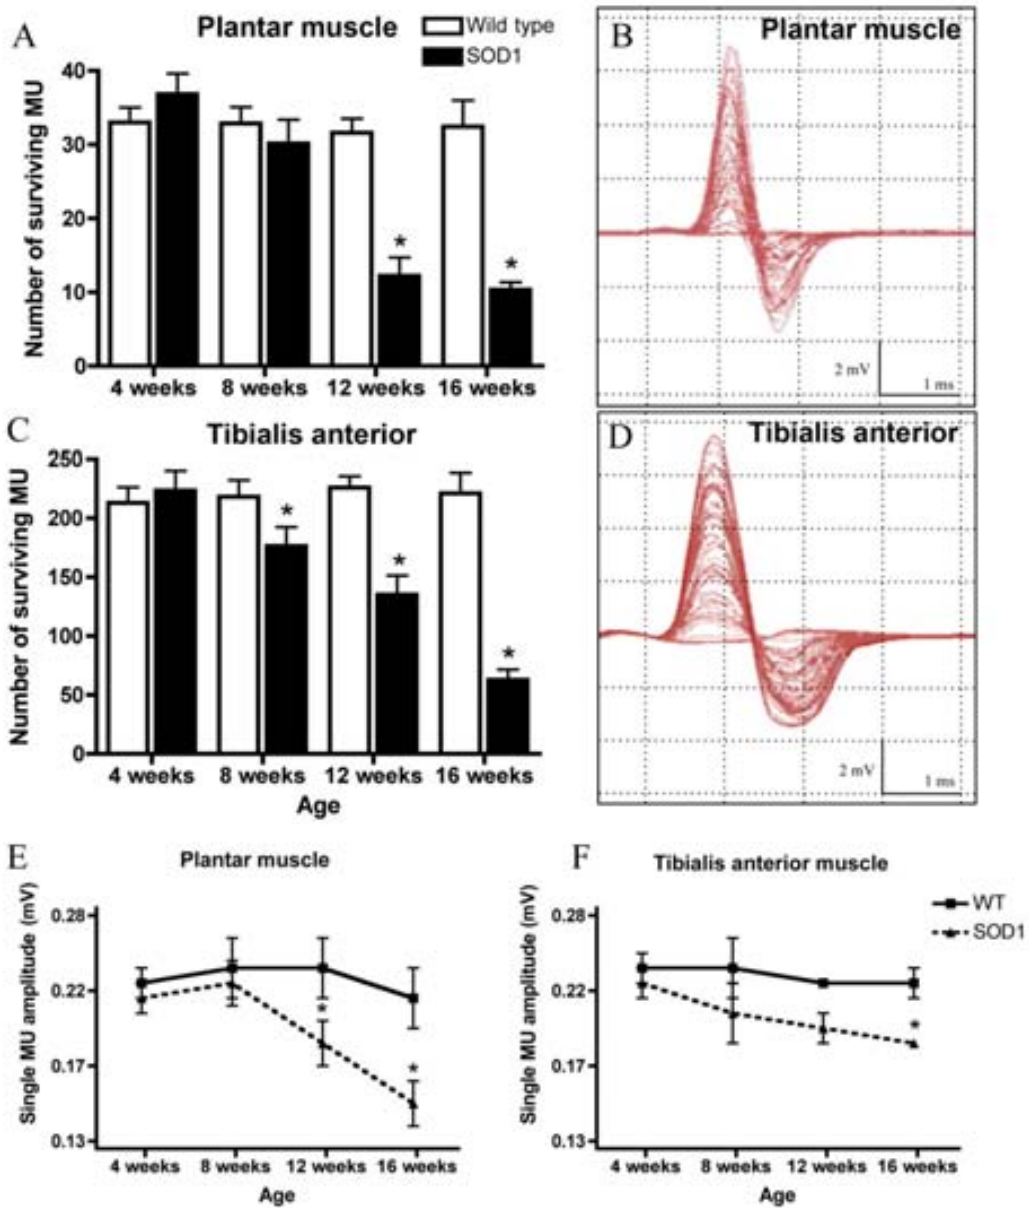 A
Plantar muscle
Wild type
SOD1
Number of surviving MU
40
30
20
10
0
*
*
4 weeks 8 weeks 12 weeks 16 weeks
B
Plantar muscle
2 mV
1 ms
C
Tibialis anterior
Number of surviving MU
250
200
150
100
50
0
*
*
*
4 weeks 8 weeks 12 weeks 16 weeks
Age
D
Tibialis anterior
2 mV
1 ms
E
Plantar muscle
Single MU amplitude (mV)
0.28
0.22
0.17
0.13
*
*
4 weeks 8 weeks 12 weeks 16 weeks
Age
F
Tibialis anterior muscle
WT
SOD1
Single MU amplitude (mV)
0.28
0.22
0.17
0.13
*
4 weeks 8 weeks 12 weeks 16 weeks
Age